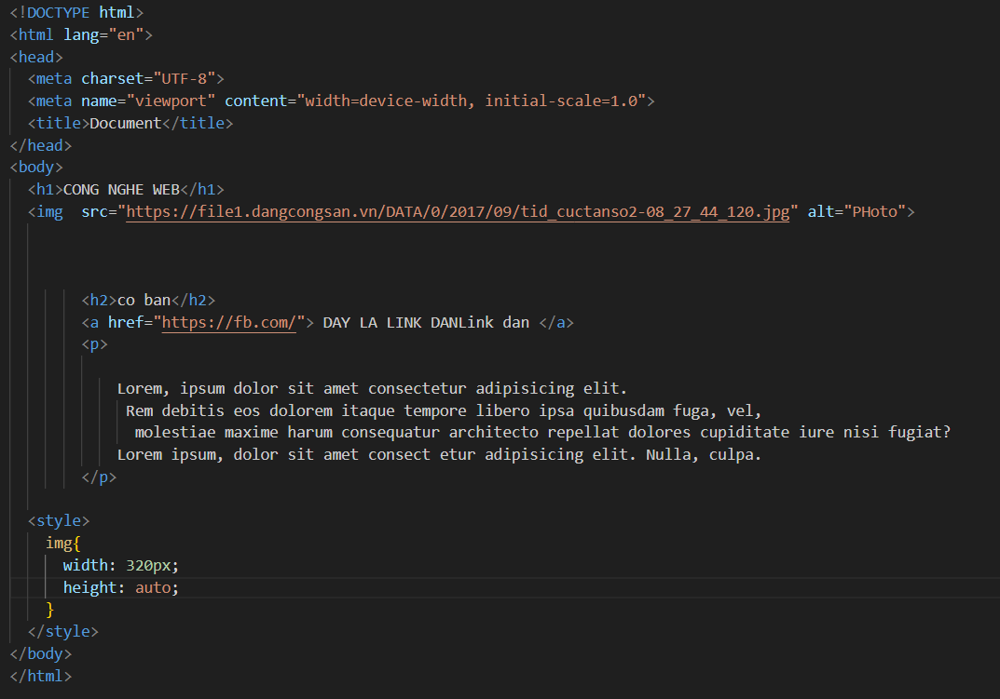 <!DOCTYPE html>
<html lang="en">
<head>
  <meta charset="UTF-8">
  <meta name="viewport" content="width=device-width, initial-scale=1.0">
  <title>Document</title>
</head>
<body>
  <h1>CONG NGHE WEB</h1>
  <img  src="https://file1.dangcongsan.vn/DATA/0/2017/09/tid_cuctanso2-08_27_44_120.jpg" alt="PHoto">
        <h2>co ban</h2>
        <a href="https://fb.com/"> DAY LA LINK DANLink dan </a>
        <p>
            Lorem, ipsum dolor sit amet consectetur adipisicing elit.
             Rem debitis eos dolorem itaque tempore libero ipsa quibusdam fuga, vel,
              molestiae maxime harum consequatur architecto repellat dolores cupiditate iure nisi fugiat?
            Lorem ipsum, dolor sit amet consect etur adipisicing elit. Nulla, culpa.
        </p>
  <style>
    img{
      width: 320px;
      height: auto;
    }
  </style>
</body>
</html>